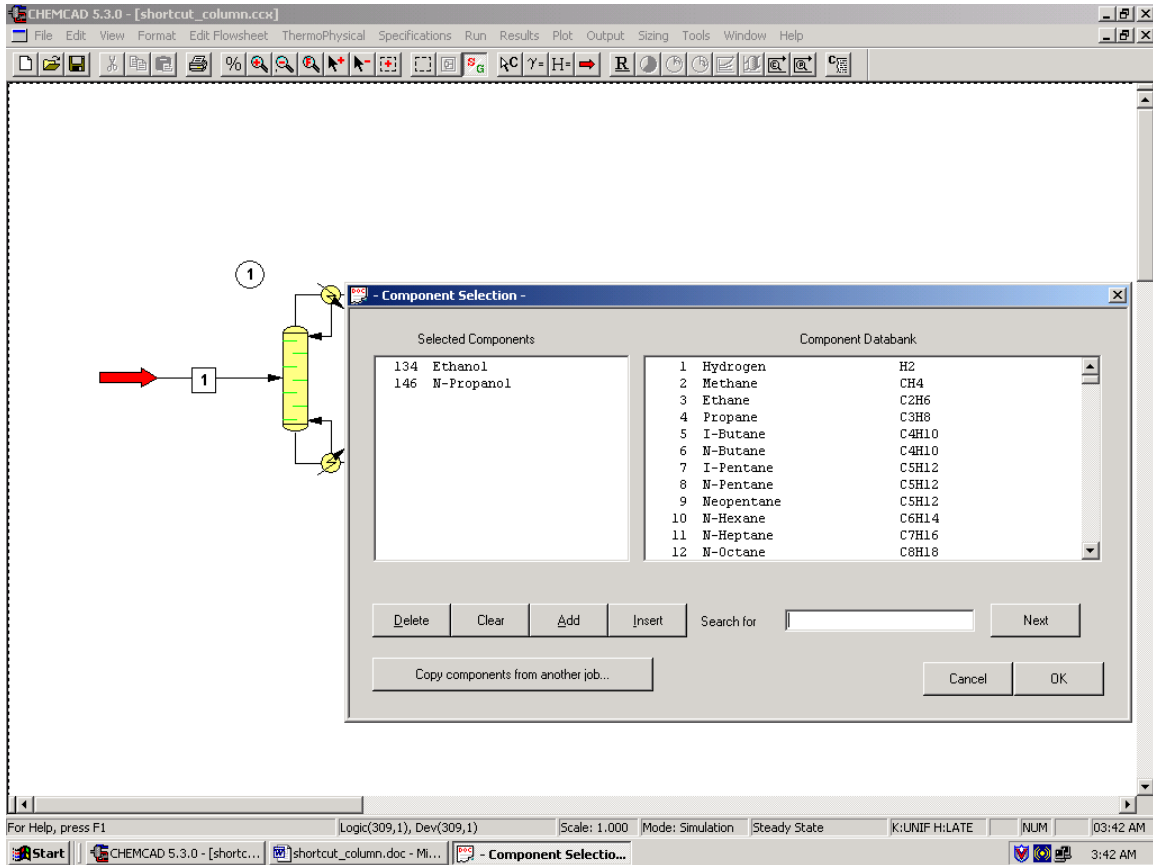 CHEMCAD 5.3.0 - [shortcut_column.ccx]
File Edit View Format Edit Flowsheet ThermoPhysical Specifications Run Results Plot Output Sizing Tools Window Help
% S G C γ= H= R C
1
- Component Selection -
Selected Components
134 Ethanol
146 N-Propanol
Component Databank
1 Hydrogen H2
2 Methane CH4
3 Ethane C2H6
4 Propane C3H8
5 I-Butane C4H10
6 N-Butane C4H10
7 I-Pentane C5H12
8 N-Pentane C5H12
9 Neopentane C5H12
10 N-Hexane C6H14
11 N-Heptane C7H16
12 N-Octane C8H18
1
Delete Clear Add Insert Search for Next
Copy components from another job... Cancel OK
For Help, press F1 Logic(309,1), Dev(309,1) Scale: 1.000 Mode: Simulation Steady State K:UNIF H:LATE NUM 03:42 AM
Start CHEMCAD 5.3.0 - [shortc... shortcut_column.doc - Mi... - Component Selectio... 3:42 AM